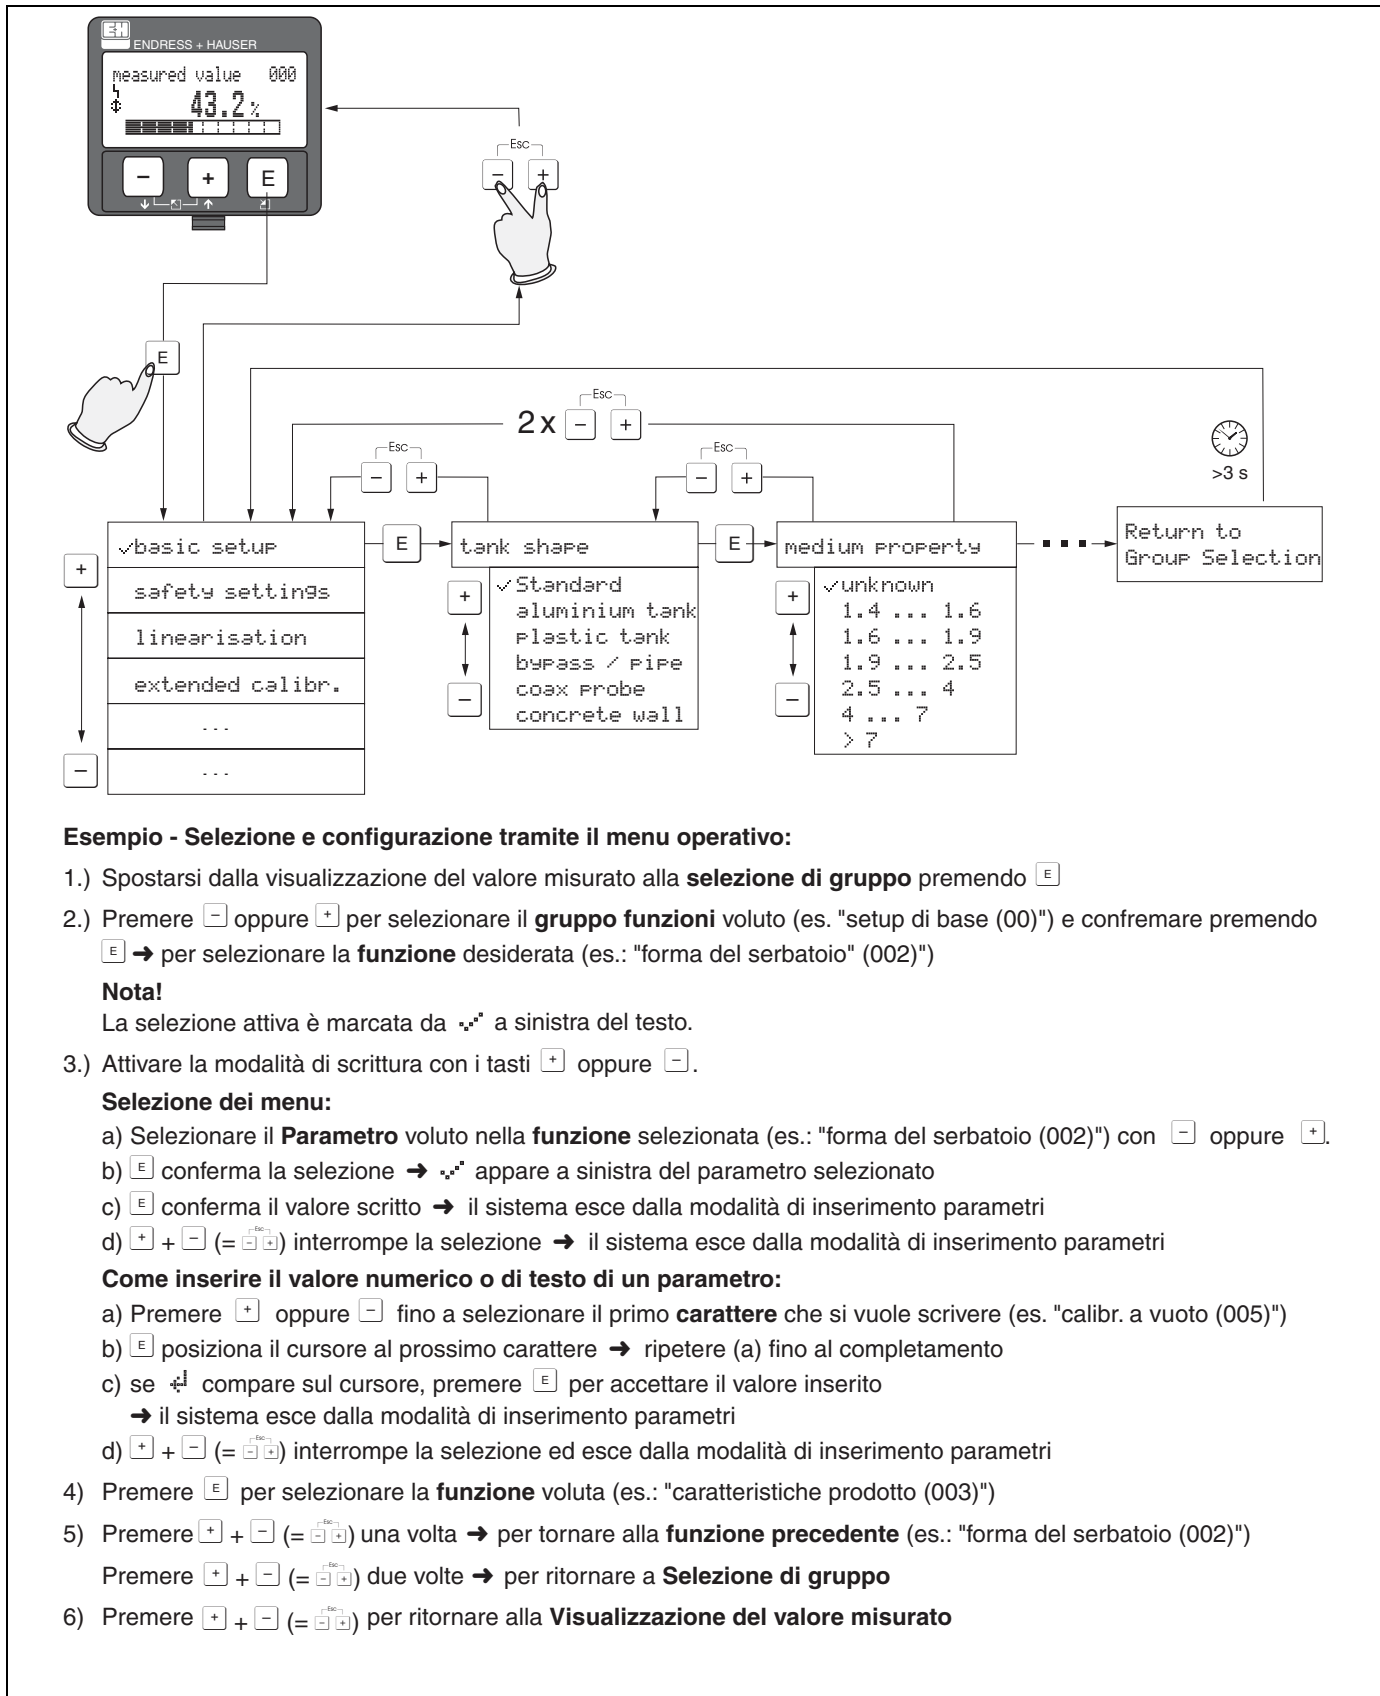 E+H
ENDRESS + HAUSER
measured value 000
43.2 %
– + E
Esc
– +
E
Esc
2 x – +
Esc
– +
Esc
– +
>3 s
✓basic setup
safety settings
linearisation
extended calibr.
...
...
+
–
E
tank shape
✓Standard
aluminium tank
plastic tank
bypass / pipe
coax probe
concrete wall
+
–
E
medium property
✓unknown
1.4 ... 1.6
1.6 ... 1.9
1.9 ... 2.5
2.5 ... 4
4 ... 7
> 7
+
–
Return to
Group Selection
Esempio - Selezione e configurazione tramite il menu operativo:
1.) Spostarsi dalla visualizzazione del valore misurato alla selezione di gruppo premendo E
2.) Premere – oppure + per selezionare il gruppo funzioni voluto (es. "setup di base (00)") e confremare premendo
E ➜ per selezionare la funzione desiderata (es.: "forma del serbatoio" (002)")
Nota!
La selezione attiva è marcata da ✓ a sinistra del testo.
3.) Attivare la modalità di scrittura con i tasti + oppure –.
Selezione dei menu:
a) Selezionare il Parametro voluto nella funzione selezionata (es.: "forma del serbatoio (002)") con – oppure +.
b) E conferma la selezione ➜ ✓ appare a sinistra del parametro selezionato
c) E conferma il valore scritto ➜ il sistema esce dalla modalità di inserimento parametri
d) + + – (= Esc – +) interrompe la selezione ➜ il sistema esce dalla modalità di inserimento parametri
Come inserire il valore numerico o di testo di un parametro:
a) Premere + oppure – fino a selezionare il primo carattere che si vuole scrivere (es. "calibr. a vuoto (005)")
b) E posiziona il cursore al prossimo carattere ➜ ripetere (a) fino al completamento
c) se ↵ compare sul cursore, premere E per accettare il valore inserito
➜ il sistema esce dalla modalità di inserimento parametri
d) + + – (= Esc – +) interrompe la selezione ed esce dalla modalità di inserimento parametri
4) Premere E per selezionare la funzione voluta (es.: "caratteristiche prodotto (003)")
5) Premere + + – (= Esc – +) una volta ➜ per tornare alla funzione precedente (es.: "forma del serbatoio (002)")
Premere + + – (= Esc – +) due volte ➜ per ritornare a Selezione di gruppo
6) Premere + + – (= Esc – +) per ritornare alla Visualizzazione del valore misurato